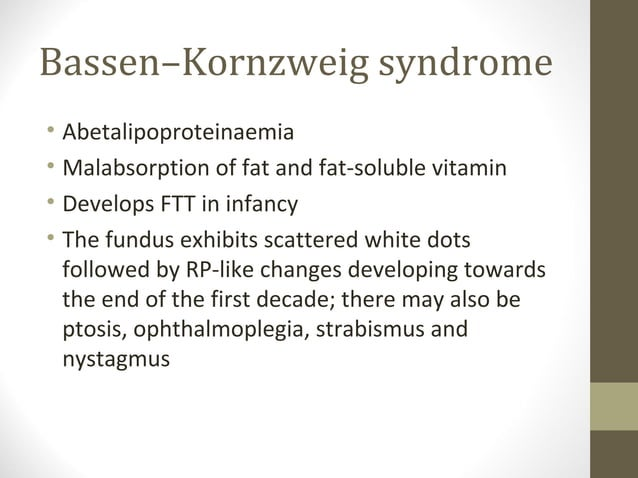 Bassen–Kornzweig syndrome
• Abetalipoproteinaemia
• Malabsorption of fat and fat-soluble vitamin
• Develops FTT in infancy
• The fundus exhibits scattered white dots
followed by RP-like changes developing towards
the end of the first decade; there may also be
ptosis, ophthalmoplegia, strabismus and
nystagmus